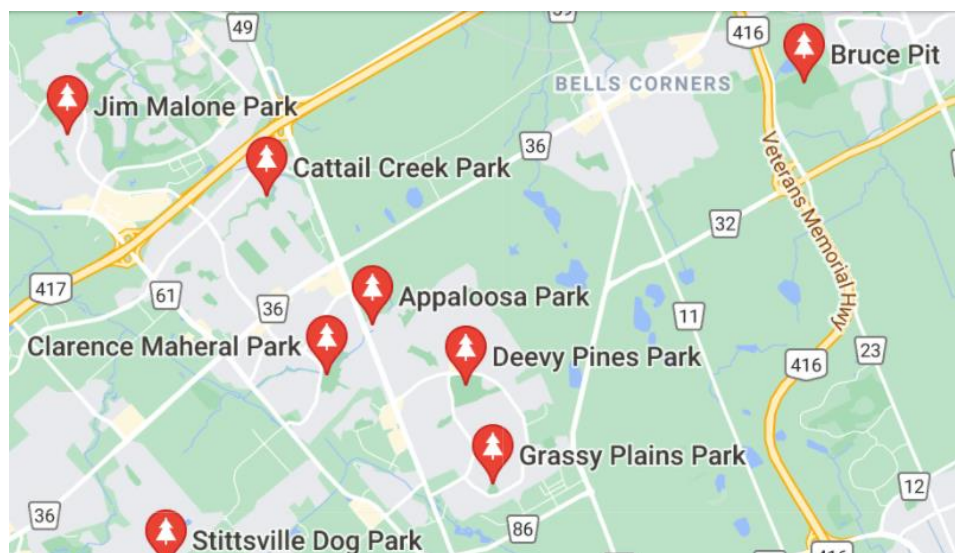 49
39
416
Bruce Pit
BELLS CORNERS
Jim Malone Park
36
Cattail Creek Park
Veterans Memorial Hwy
32
417
61
36
Appaloosa Park
11
Clarence Maheral Park
Deevy Pines Park
416
23
Grassy Plains Park
12
36
86
Stittsville Dog Park
416